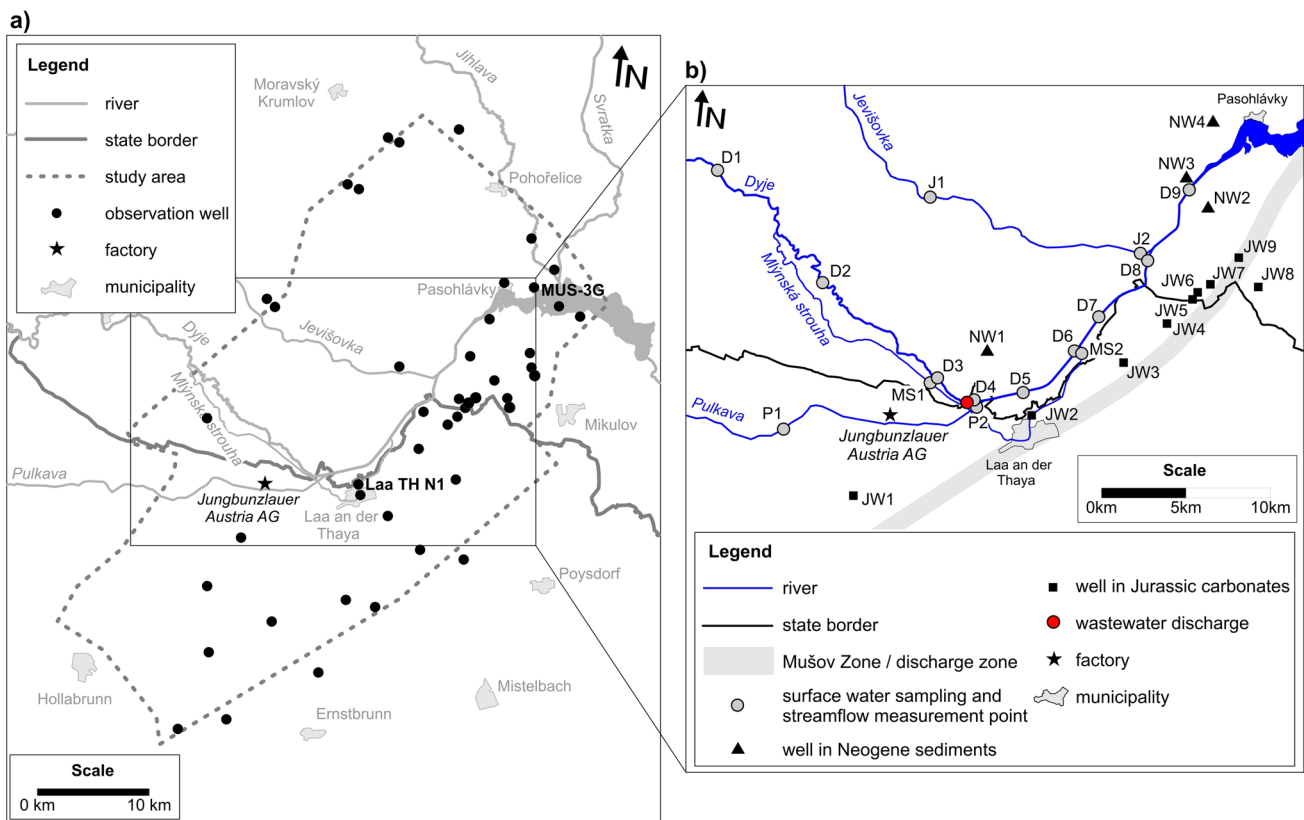 a)
Legend
river
state border
study area
observation well
factory
municipality
N
Moravský
Krumlov
Jihlava
Svratka
Pohořelice
Pasohlávky
MUS-3G
Dyje
Jevišovka
Mlýnská strouha
Mikulov
Pulkava
Jungbunzlauer
Austria AG
Laa TH N1
Laa an der
Thaya
Poysdorf
Hollabrunn
Mistelbach
Ernstbrunn
Scale
0 km
10 km
b)
N
Pasohlávky
NW4
Jevišovka
D1
NW3
Dyje
J1
D9
NW2
J2
JW9
Mlýnská strouha
D2
D8
JW7
JW8
JW6
JW5
D7
JW4
NW1
D6
MS2
D3
JW3
MS1
D4
D5
Pulkava
P1
P2
JW2
Jungbunzlauer
Austria AG
Laa an der
Thaya
JW1
Scale
0km
5km
10km
Legend
river
state border
Mušov Zone / discharge zone
surface water sampling and
streamflow measurement point
well in Neogene sediments
well in Jurassic carbonates
wastewater discharge
factory
municipality